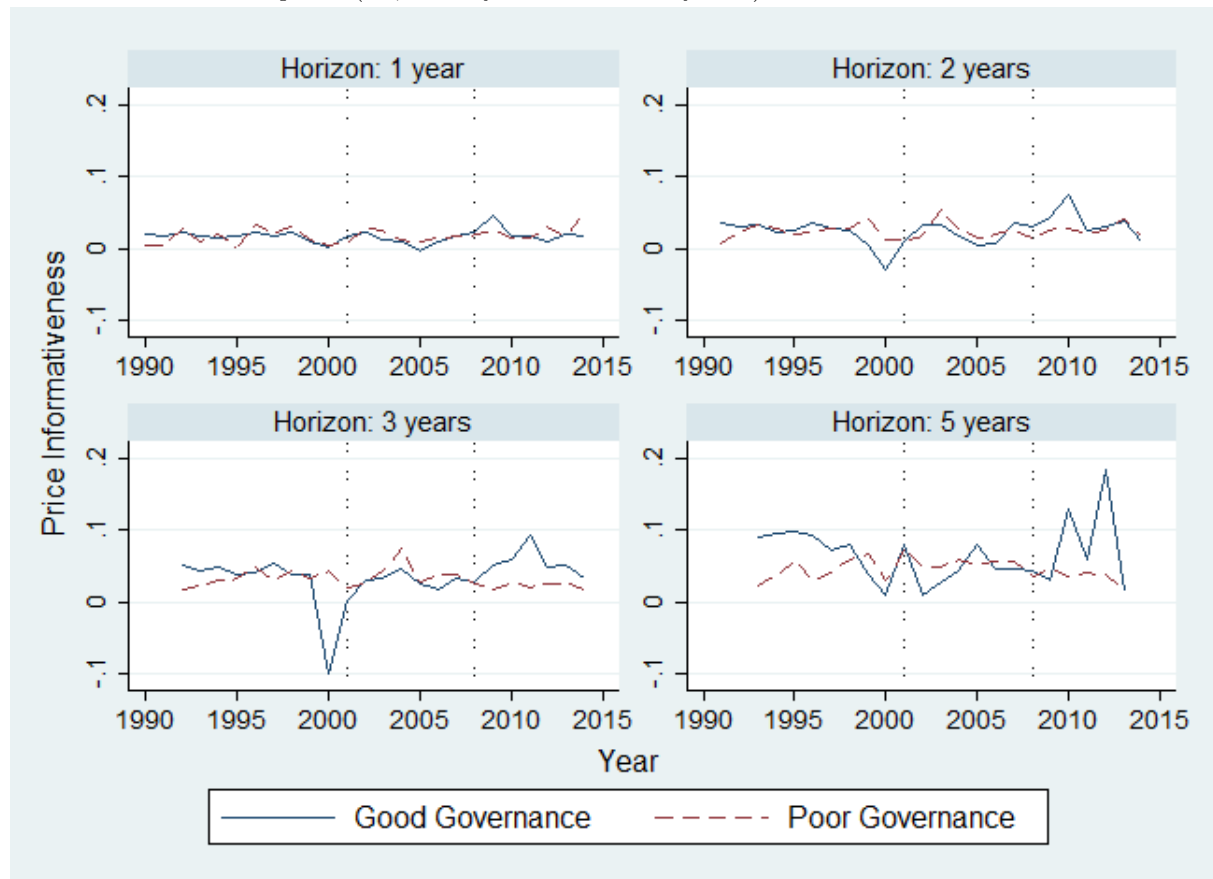 Horizon: 1 year
Horizon: 2 years
.2
.1
0
-.1
1990 1995 2000 2005 2010 2015
.2
.1
0
-.1
1990 1995 2000 2005 2010 2015
Price Informativeness
Horizon: 3 years
Horizon: 5 years
.2
.1
0
-.1
1990 1995 2000 2005 2010 2015
.2
.1
0
-.1
1990 1995 2000 2005 2010 2015
Year
Good Governance Poor Governance